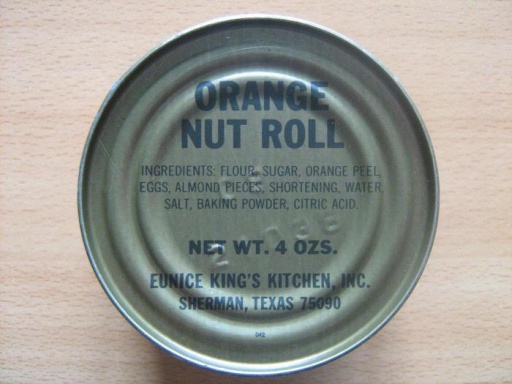 ORANGE
NUT ROLL
INGREDIENTS: FLOUR, SUGAR, ORANGE PEEL,
EGGS, ALMOND PIECES, SHORTENING, WATER,
SALT, BAKING POWDER, CITRIC ACID.
NET WT. 4 OZS.
EUNICE KING'S KITCHEN, INC.
SHERMAN, TEXAS 75090
042